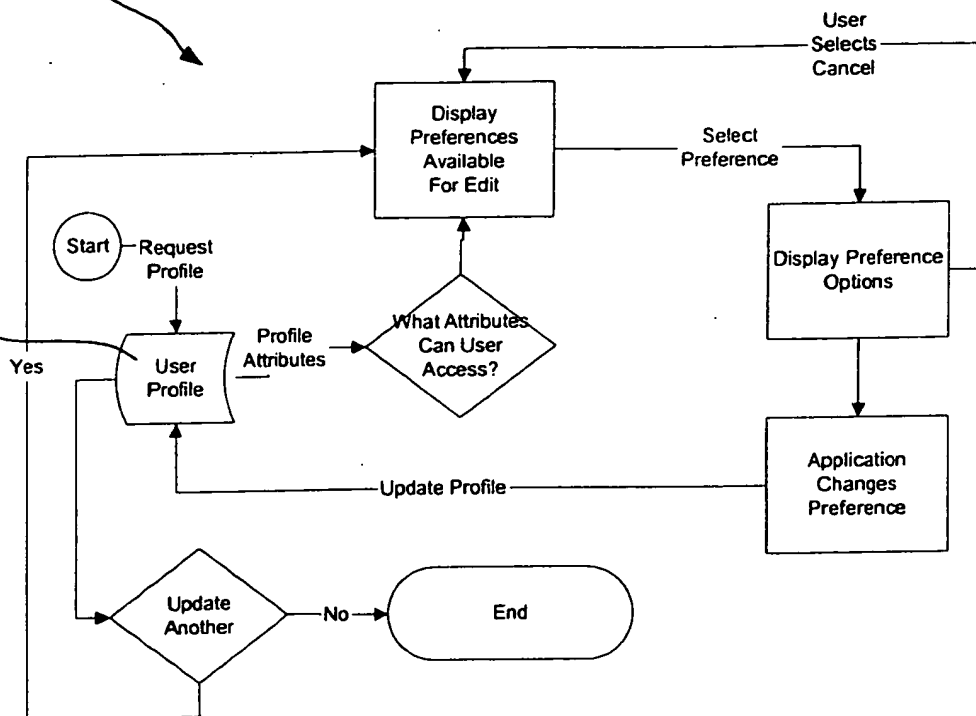 User
Selects
Cancel
Display
Preferences
Available
For Edit
Select
Preference
Start
Request
Profile
Display Preference
Options
What Attributes
Can User
Access?
Profile
Attributes
User
Profile
Yes
Application
Changes
Preference
Update Profile
Update
Another
No
End